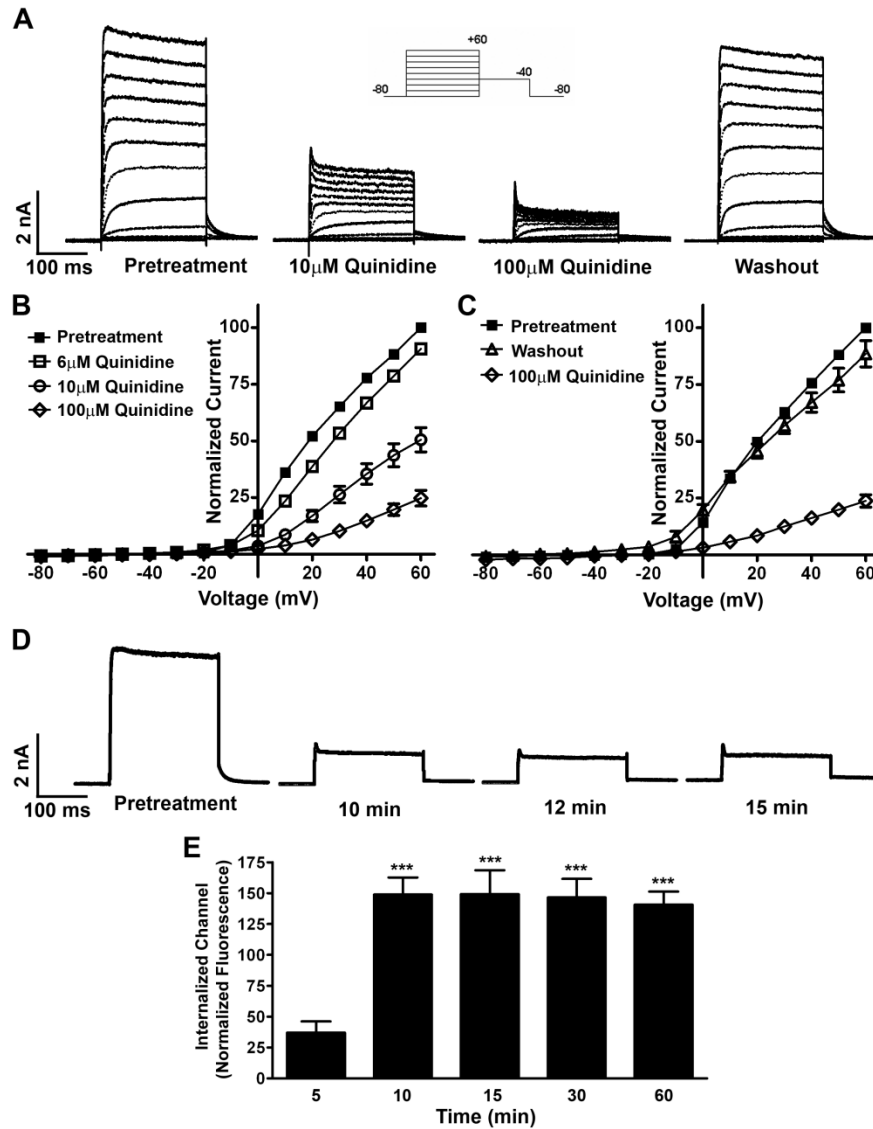 A
+60
-40
-80
-80
2 nA
100 ms
Pretreatment
10μM Quinidine
100μM Quinidine
Washout
B
Pretreatment
6μM Quinidine
10μM Quinidine
100μM Quinidine
Normalized Current
100
75
50
25
-80 -60 -40 -20 20 40 60
Voltage (mV)
C
Pretreatment
Washout
100μM Quinidine
Normalized Current
100
75
50
25
-80 -60 -40 -20 20 40 60
Voltage (mV)
D
2 nA
100 ms
Pretreatment
10 min
12 min
15 min
E
Internalized Channel
(Normalized Fluorescence)
175
150
125
100
75
50
25
0
*** *** *** ***
5 10 15 30 60
Time (min)